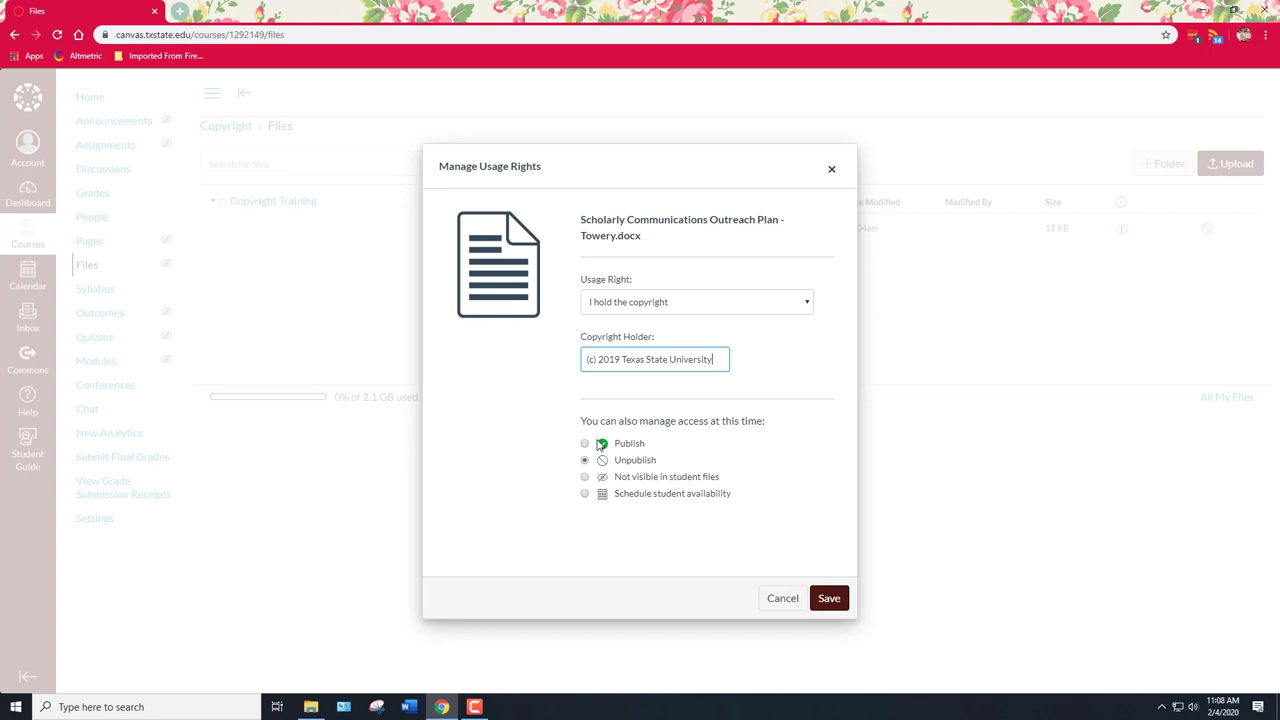 Files
canvas.txstate.edu/courses/1292149/files
Apps
Altmetric
Imported From Fire...
Account
Dashboard
Courses
Calendar
Inbox
Commons
Help
Student
Guide
Home
Announcements
Assignments
Discussions
Grades
People
Pages
Files
Syllabus
Outcomes
Quizzes
Modules
Conferences
Chat
New Analytics
Submit Final Grades
View Grade
Submission Receipts
Settings
Copyright > Files
Search for files
+ Folder
Upload
Copyright Training
e Modified
Modified By
Size
04am
18 KB
0% of 2.1 GB used
All My Files
Manage Usage Rights
Scholarly Communications Outreach Plan -
Towery.docx
Usage Right:
I hold the copyright
Copyright Holder:
(c) 2019 Texas State University
You can also manage access at this time:
Publish
Unpublish
Not visible in student files
Schedule student availability
Cancel
Save
Type here to search
11:08 AM
2/4/2020